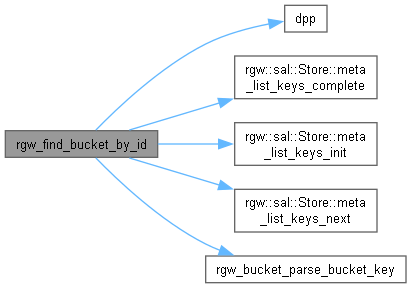 dpp
rgw::sal::Store::meta
_list_keys_complete
rgw_find_bucket_by_id
rgw::sal::Store::meta
_list_keys_init
rgw::sal::Store::meta
_list_keys_next
rgw_bucket_parse_bucket_key